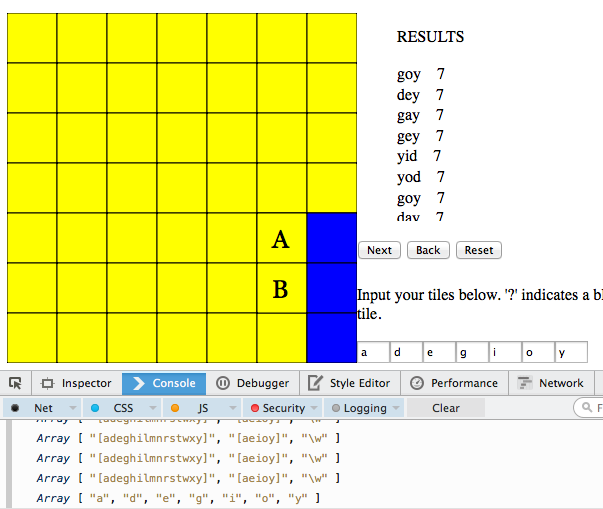 RESULTS
goy 7
dey 7
gay 7
gey 7
yid 7
yod 7
goy 7
day 7
A
Next Back Reset
B
Input your tiles below. '?' indicates a
tile.
a d e g i o y
Inspector Console Debugger Style Editor Performance Network
Net CSS JS Security Logging Clear
Array [ "[adeghilmnrstwxy]", "[aeioy]", "\w" ]
Array [ "[adeghilmnrstwxy]", "[aeioy]", "\w" ]
Array [ "[adeghilmnrstwxy]", "[aeioy]", "\w" ]
Array [ "[adeghilmnrstwxy]", "[aeioy]", "\w" ]
Array [ "a", "d", "e", "g", "i", "o", "y" ]